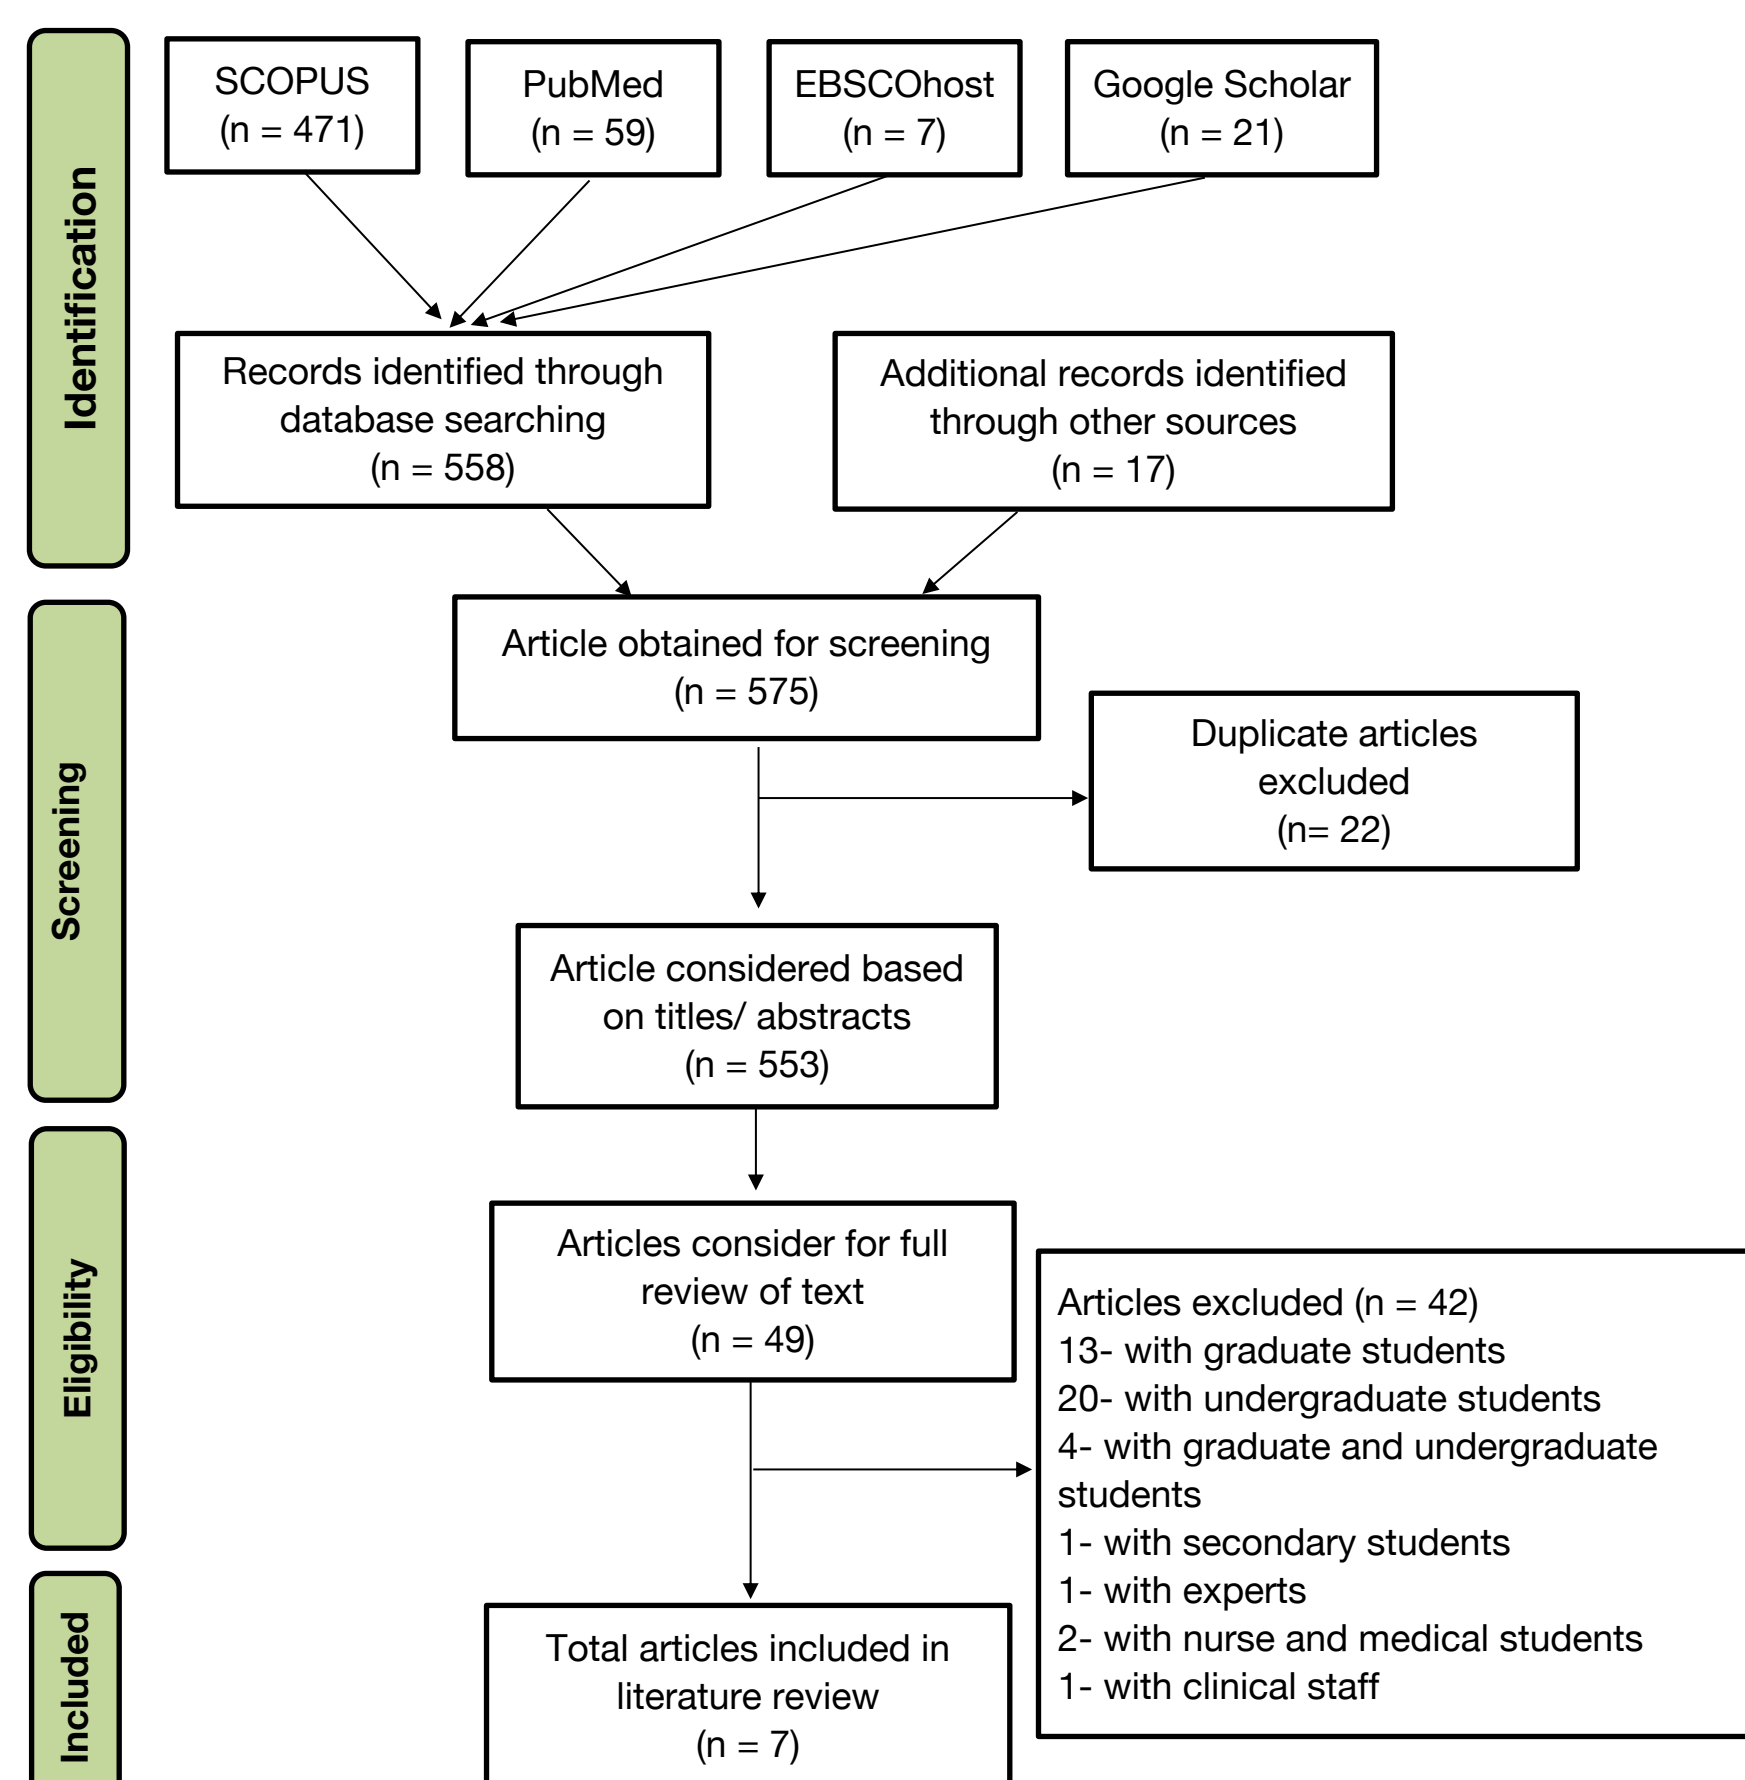 Identification
SCOPUS
(n = 471)
PubMed
(n = 59)
EBSCOhost
(n = 7)
Google Scholar
(n = 21)
Records identified through
database searching
(n = 558)
Additional records identified
through other sources
(n = 17)
Screening
Article obtained for screening
(n = 575)
Duplicate articles
excluded
(n= 22)
Article considered based
on titles/ abstracts
(n = 553)
Eligibility
Articles consider for full
review of text
(n = 49)
Articles excluded (n = 42)
13- with graduate students
20- with undergraduate students
4- with graduate and undergraduate
students
1- with secondary students
1- with experts
2- with nurse and medical students
1- with clinical staff
Included
Total articles included in
literature review
(n = 7)